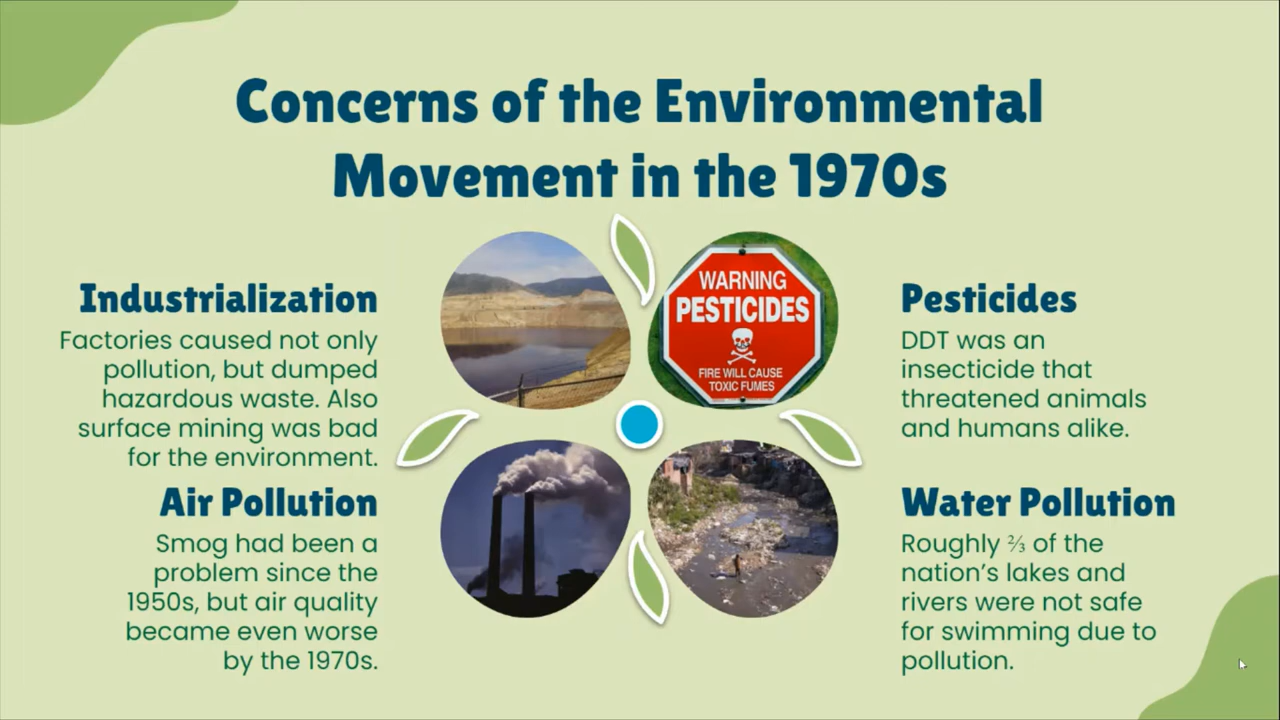 Concerns of the Environmental
Movement in the 1970s
Industrialization
Factories caused not only
pollution, but dumped
hazardous waste. Also
surface mining was bad
for the environment.
WARNING
PESTICIDES
FIRE WILL CAUSE
TOXIC FUMES
Pesticides
DDT was an
insecticide that
threatened animals
and humans alike.
Air Pollution
Smog had been a
problem since the
1950s, but air quality
became even worse
by the 1970s.
Water Pollution
Roughly ⅔ of the
nation's lakes and
rivers were not safe
for swimming due to
pollution.